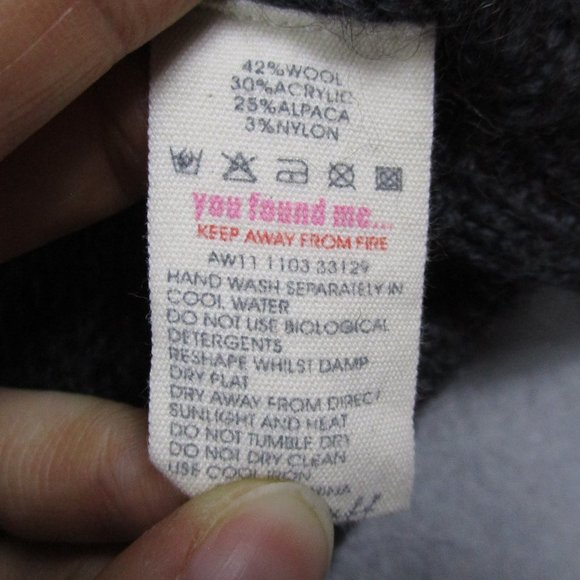 42%WOOL
30%ACRYLIC
25%ALPACA
3%NYLON
you found me...
KEEP AWAY FROM FIRE
AW11 1103 33129
HAND WASH SEPARATELY IN
COOL WATER
DO NOT USE BIOLOGICAL
DETERGENTS
RESHAPE WHILST DAMP
DRY FLAT
DRY AWAY FROM DIRECT
SUNLIGHT AND HEAT
DO NOT TUMBLE DRY
DO NOT DRY CLEAN
USE COOL IRON